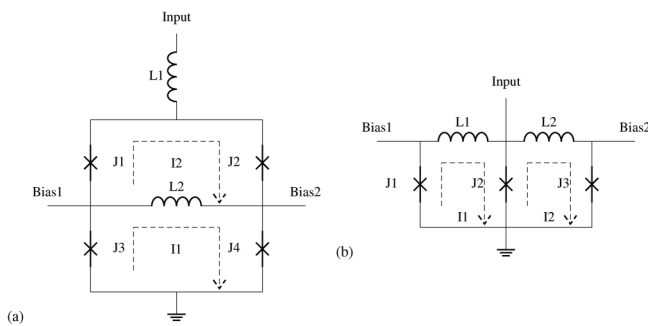 Input
L1
J1 I2 J2
Bias1 L2 Bias2
J3 I1 J4
(a)
Input
Bias1 L1 L2 Bias2
J1 J2 J3
I1 I2
(b)